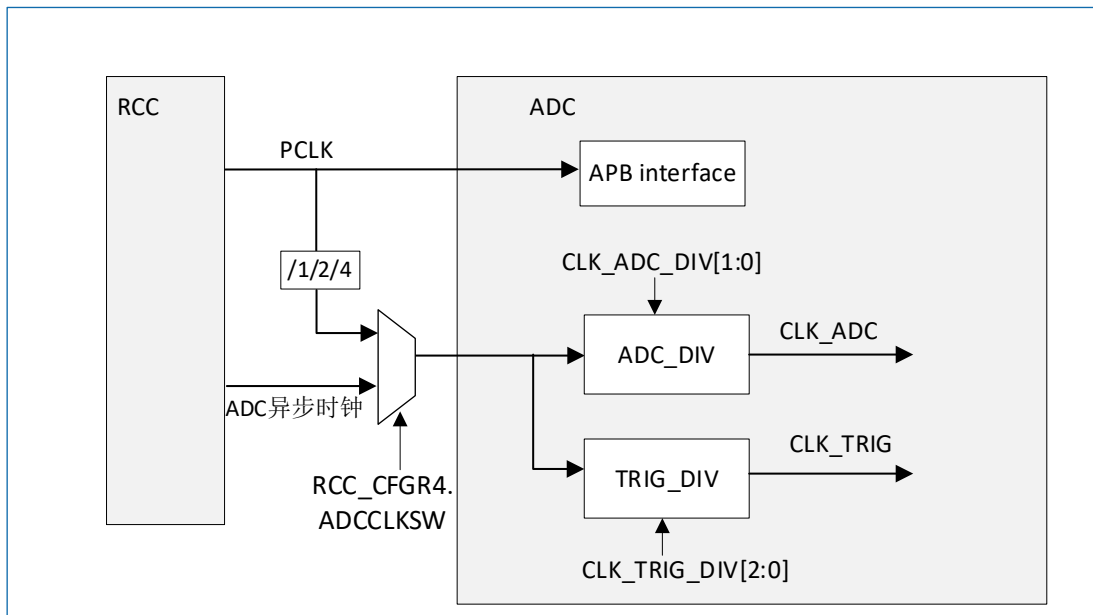 RCC
ADC
PCLK
APB interface
/1/2/4
CLK_ADC_DIV[1:0]
ADC_DIV
CLK_ADC
ADC异步时钟
RCC_CFGR4.
ADCCLKSW
TRIG_DIV
CLK_TRIG
CLK_TRIG_DIV[2:0]